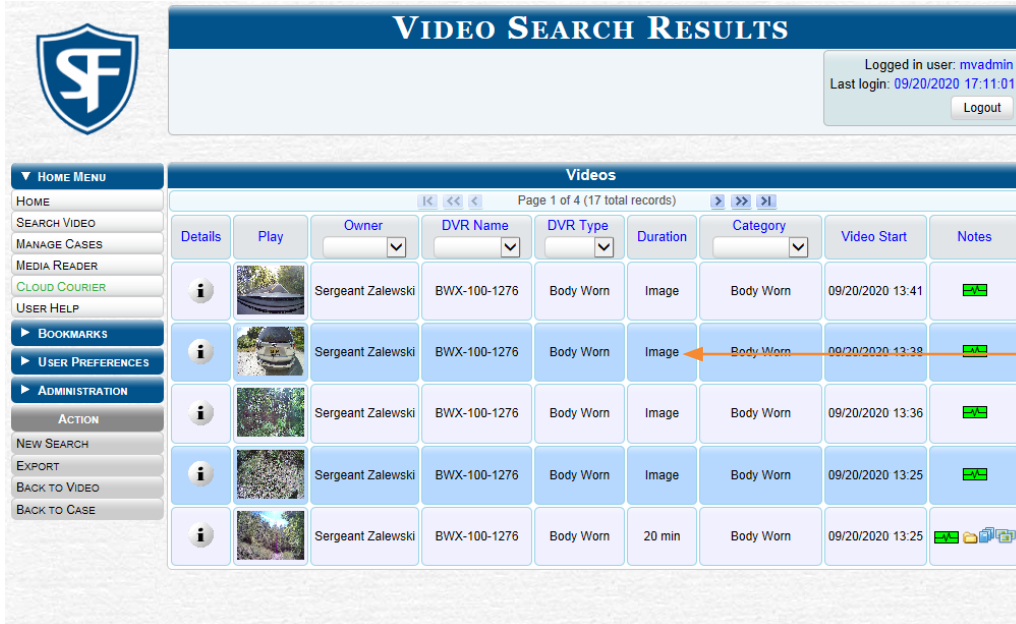 VIDEO SEARCH RESULTS
SF
Logged in user: mvadmin
Last login: 09/20/2020 17:11:01
Logout
HOME MENU
HOME
SEARCH VIDEO
MANAGE CASES
MEDIA READER
CLOUD COURIER
USER HELP
BOOKMARKS
USER PREFERENCES
ADMINISTRATION
ACTION
NEW SEARCH
EXPORT
BACK TO VIDEO
BACK TO CASE
Videos
Page 1 of 4 (17 total records)
Details Play Owner DVR Name DVR Type Duration Category Video Start Notes
Sergeant Zalewski BWX-100-1276 Body Worn Image Body Worn 09/20/2020 13:41
Sergeant Zalewski BWX-100-1276 Body Worn Image Body Worn 09/20/2020 13:38
Sergeant Zalewski BWX-100-1276 Body Worn Image Body Worn 09/20/2020 13:36
Sergeant Zalewski BWX-100-1276 Body Worn Image Body Worn 09/20/2020 13:25
Sergeant Zalewski BWX-100-1276 Body Worn 20 min Body Worn 09/20/2020 13:25